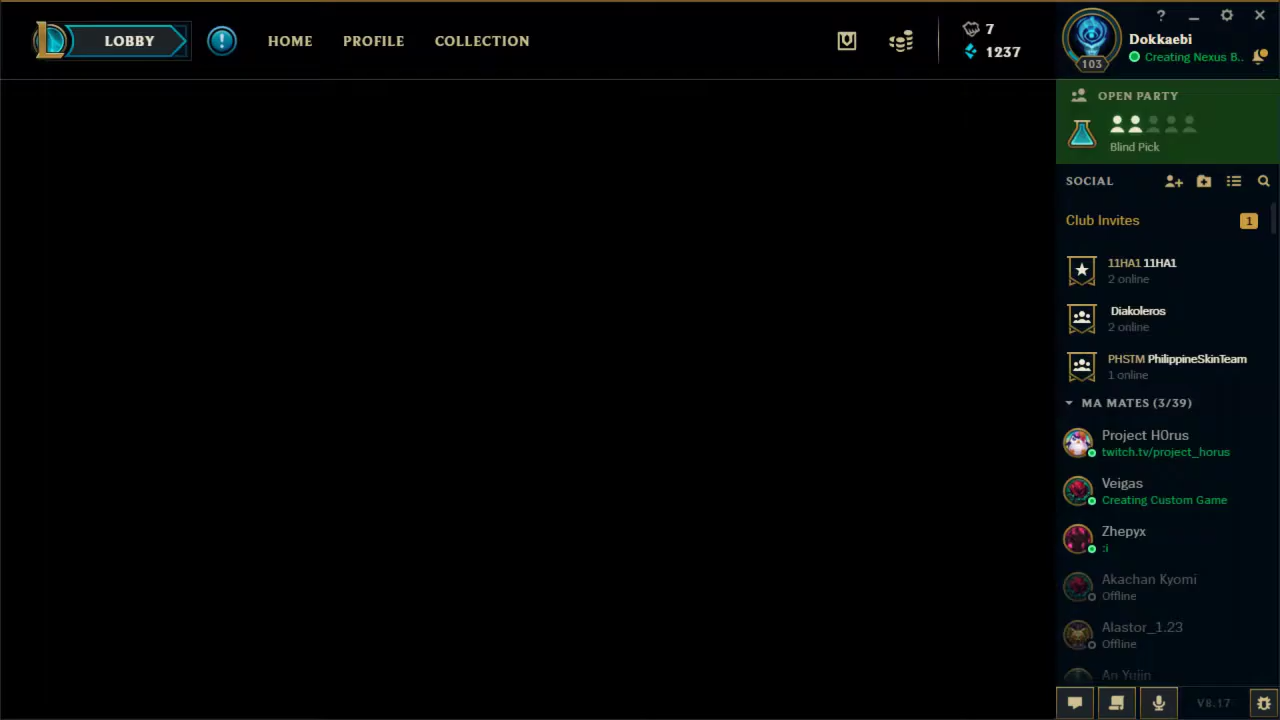 LOBBY
HOME
PROFILE
COLLECTION
7
1237
?
103
Dokkaebi
Creating Nexus B..
OPEN PARTY
Blind Pick
SOCIAL
Club Invites
1
11HA1 11HA1
2 online
Diakoleros
2 online
PHSTM PhilippineSkinTeam
1 online
MA MATES (3/39)
Project H0rus
twitch.tv/project_horus
Veigas
Creating Custom Game
Zhepyx
:i
Akachan Kyomi
Offline
Alastor_1.23
Offline
An Yujin
V8.17